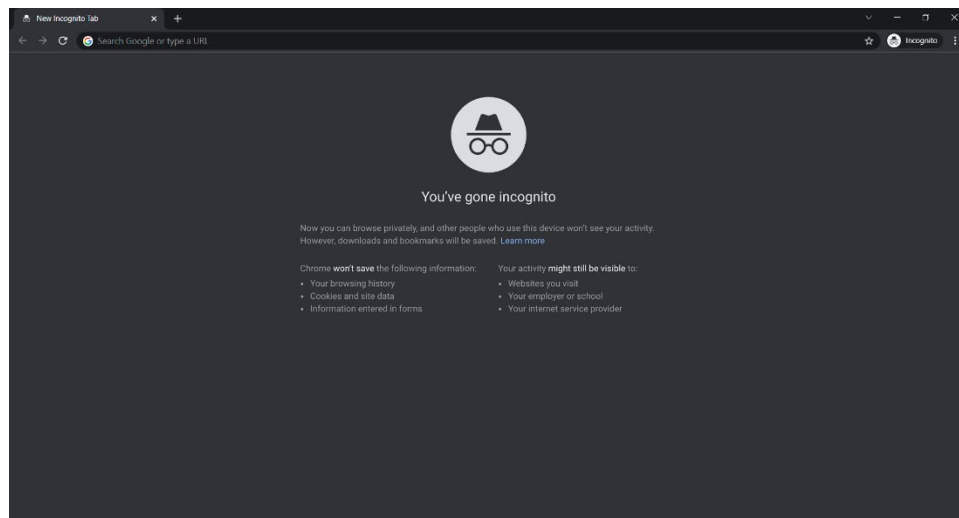 New Incognito Tab
Search Google or type a URL
Incognito
You've gone incognito
Now you can browse privately, and other people who use this device won't see your activity.
However, downloads and bookmarks will be saved. Learn more
Chrome won't save the following information:
• Your browsing history
• Cookies and site data
• Information entered in forms
Your activity might still be visible to:
• Websites you visit
• Your employer or school
• Your internet service provider